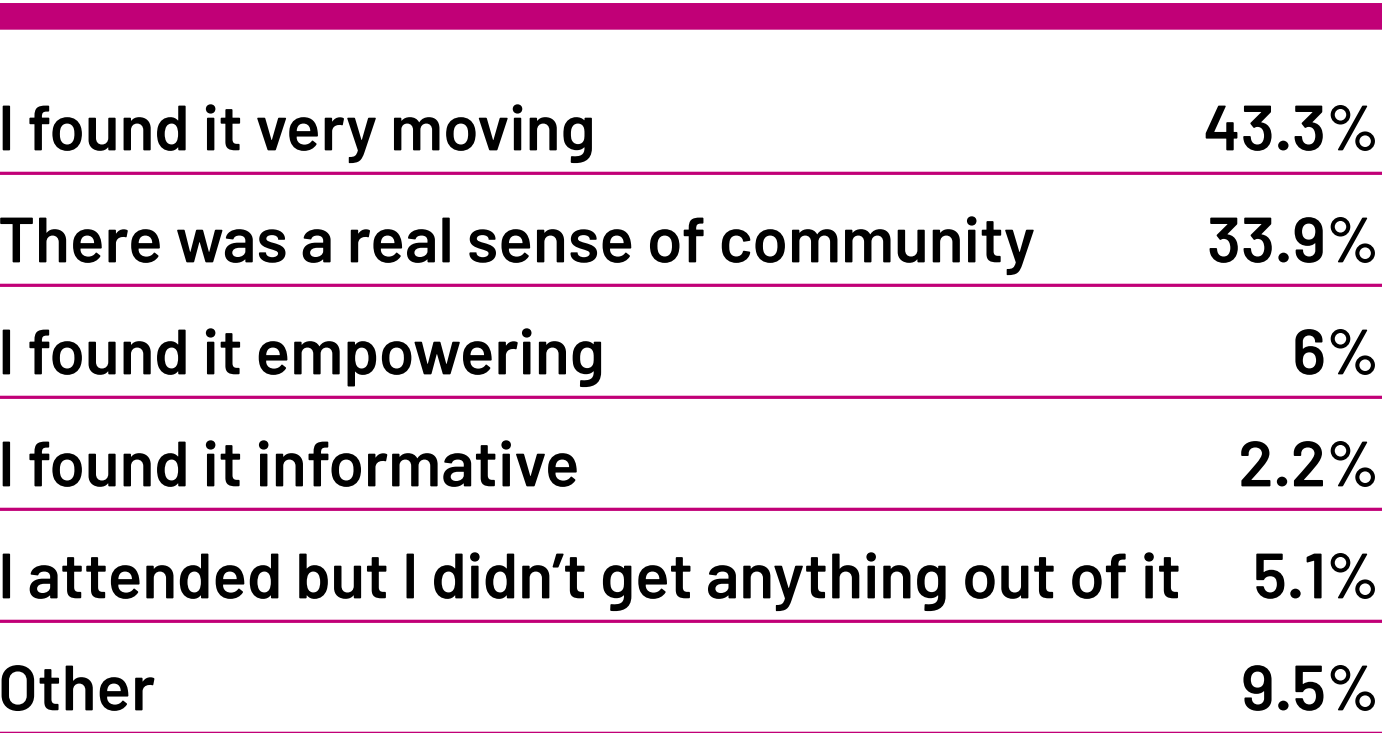 I found it very moving 43.3%
There was a real sense of community 33.9%
I found it empowering 6%
I found it informative 2.2%
I attended but I didn’t get anything out of it 5.1%
Other 9.5%